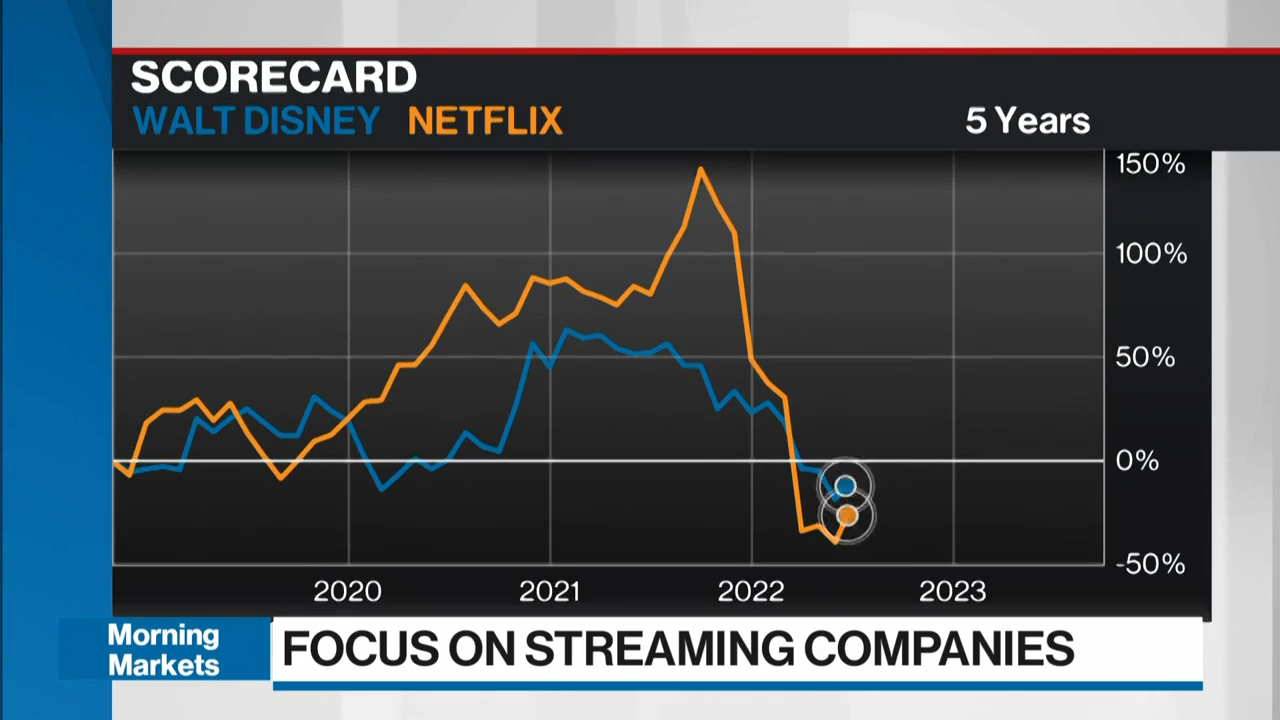 SCORECARD
WALT DISNEY NETFLIX
5 Years
150%
100%
50%
0%
-50%
2020 2021 2022 2023
Morning
Markets
FOCUS ON STREAMING COMPANIES